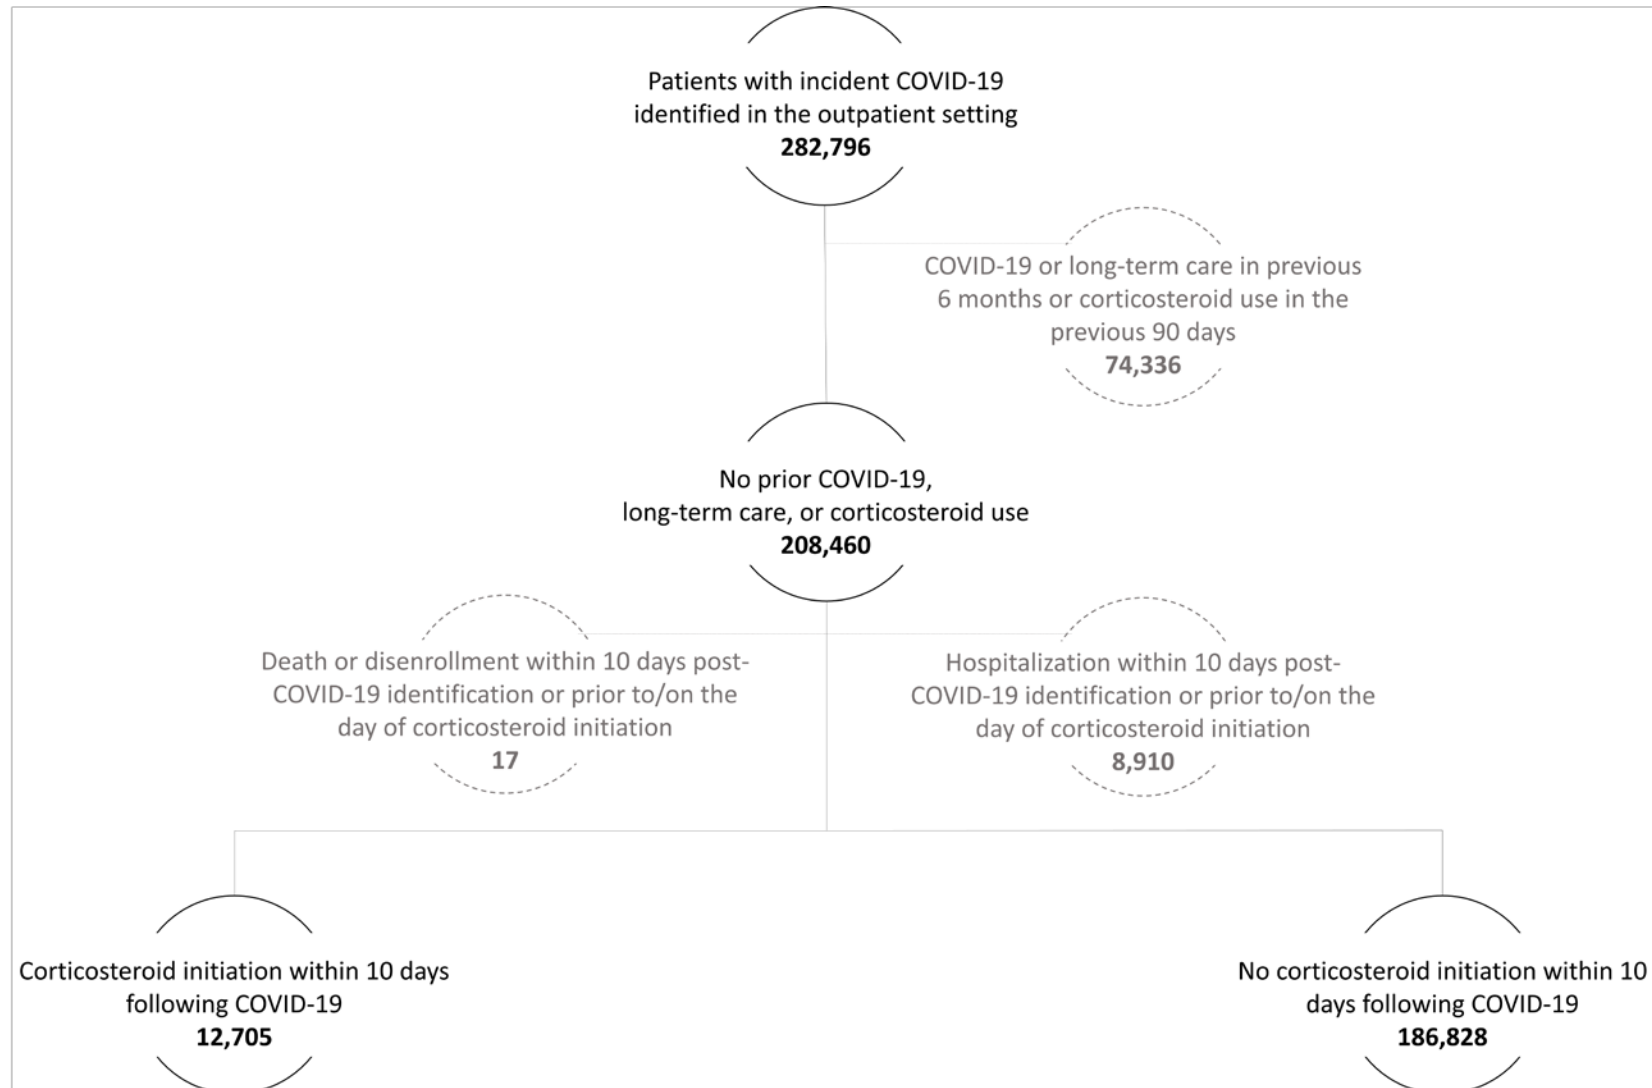 Patients with incident COVID-19
identified in the outpatient setting
282,796
COVID-19 or long-term care in previous
6 months or corticosteroid use in the
previous 90 days
74,336
No prior COVID-19,
long-term care, or corticosteroid use
208,460
Death or disenrollment within 10 days post-
COVID-19 identification or prior to/on the
day of corticosteroid initiation
17
Hospitalization within 10 days post-
COVID-19 identification or prior to/on the
day of corticosteroid initiation
8,910
Corticosteroid initiation within 10 days
following COVID-19
12,705
No corticosteroid initiation within 10
days following COVID-19
186,828